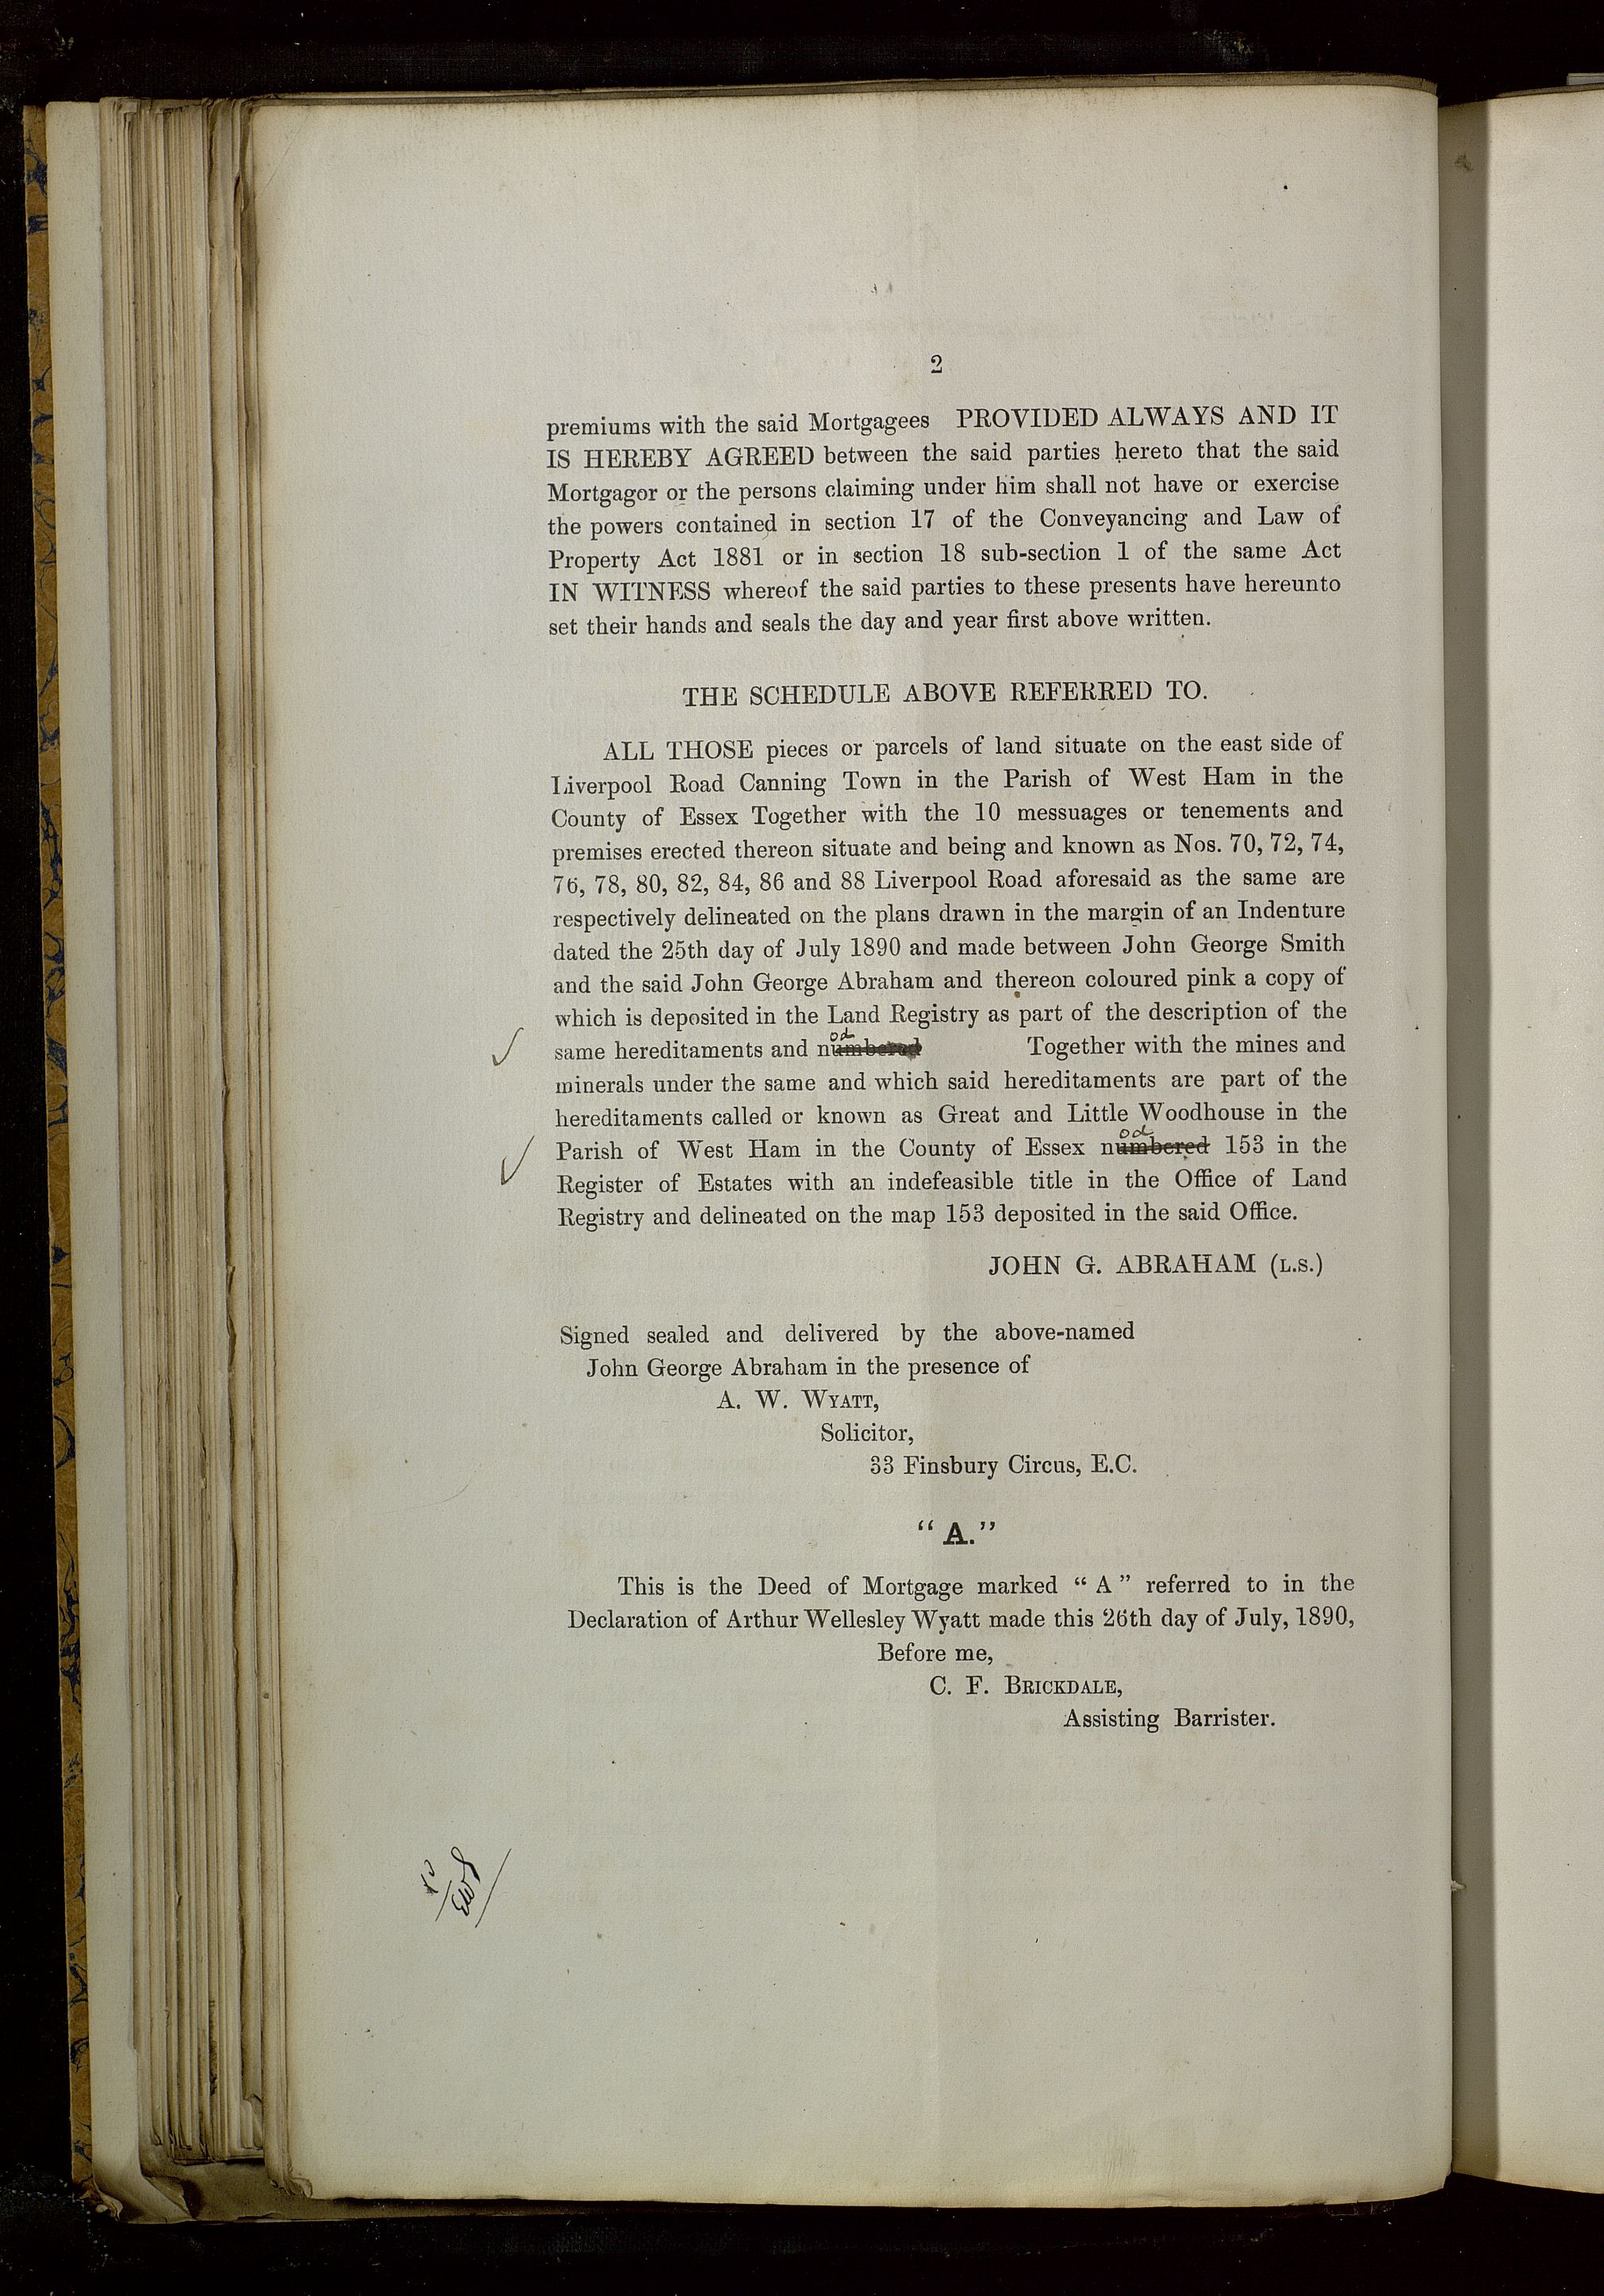 2
premiums with the said Mortgagees PROVIDED ALWAYS AND IT
IS HEREBY AGREED between the said parties hereto that the said
Mortgagor or the persons claiming under him shall not have or exercise
the powers contained in section 17 of the Conveyancing and Law of
Property Act 1881 or in section 18 sub-section 1 of the same Act
IN WITNESS whereof the said parties to these presents have hereunto
set their hands and seals the day and year first above written.
THE SCHEDULE ABOVE REFERRED TO.
ALL THOSE pieces or parcels of land situate on the east side of
Liverpool Road Canning Town in the Parish of West Ham in the
County of Essex Together with the 10 messuages or tenements and
premises erected thereon situate and being and known as Nos. 70, 72, 74,
76, 78, 80, 82, 84, 86 and 88 Liverpool Road aforesaid as the same are
respectively delineated on the plans drawn in the margin of an Indenture
dated the 25th day of July 1890 and made between John George Smith
and the said John George Abraham and thereon coloured pink a copy of
which is deposited in the Land Registry as part of the description of the
od
same hereditaments and numbered Together with the mines and
minerals under the same and which said hereditaments are part of the
hereditaments called or known as Great and Little Woodhouse in the
od
Parish of West Ham in the County of Essex numbered 153 in the
Register of Estates with an indefeasible title in the Office of Land
Registry and delineated on the map 153 deposited in the said Office.
JOHN G. ABRAHAM (L.S.)
Signed sealed and delivered by the above-named
John George Abraham in the presence of
A. W. WYATT,
Solicitor,
33 Finsbury Circus, E.C.
"A."
This is the Deed of Mortgage marked "A" referred to in the
Declaration of Arthur Wellesley Wyatt made this 26th day of July, 1890,
Before me,
C. F. BRICKDALE,
Assisting Barrister.